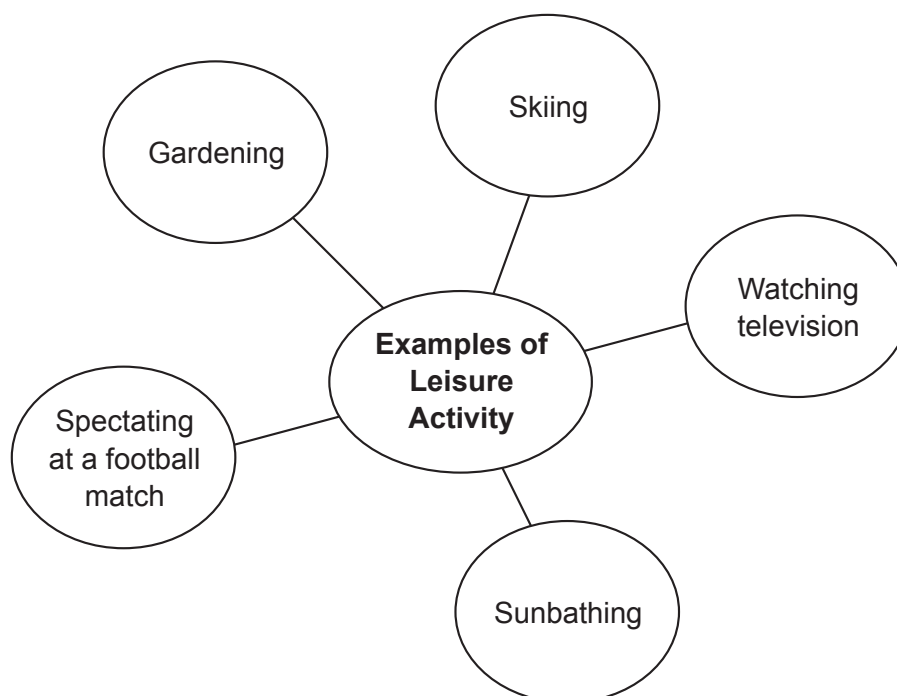 Skiing
Gardening
Watching
television
Examples of
Leisure
Activity
Spectating
at a football
match
Sunbathing